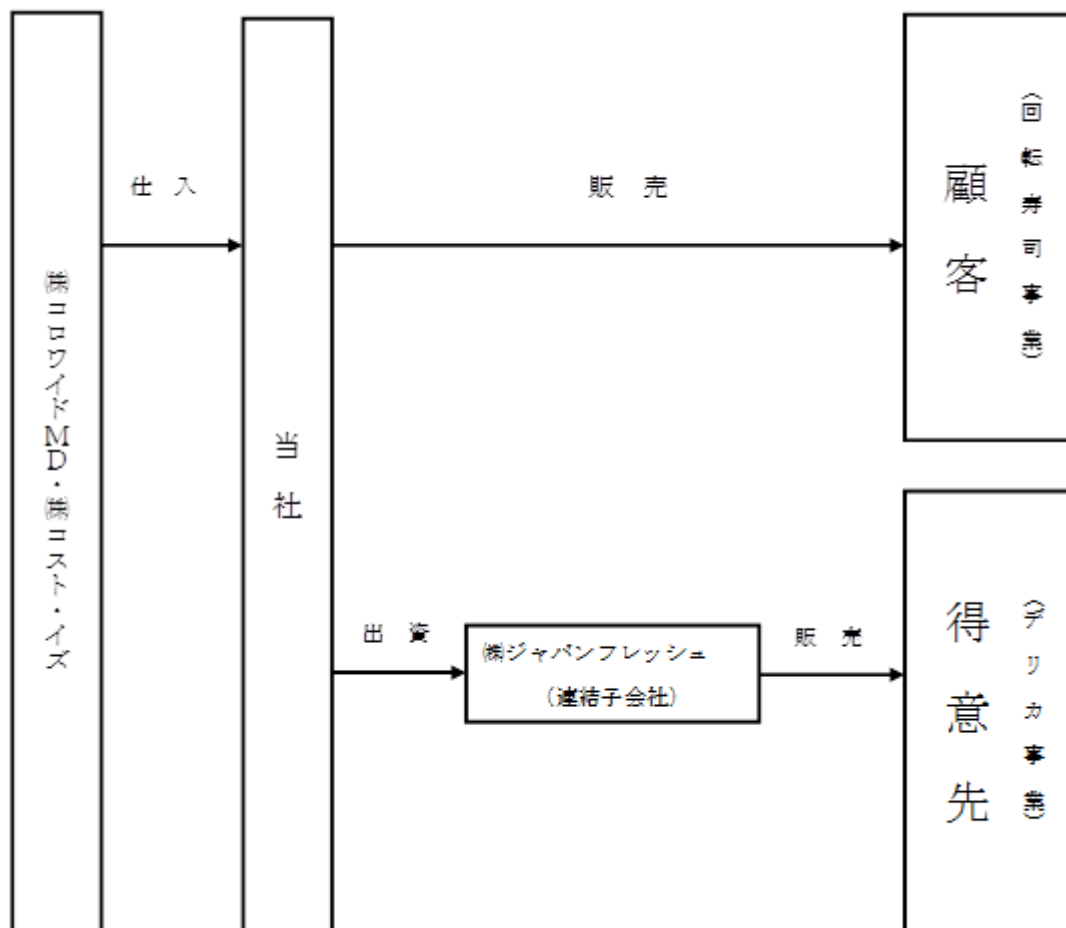 ㈱コロワイドMD・㈱コスト・イズ
仕入
当社
販売
顧客
（回転寿司事業）
出資
㈱ジャパンフレッシュ
（連結子会社）
販売
得意先
（デリカ事業）